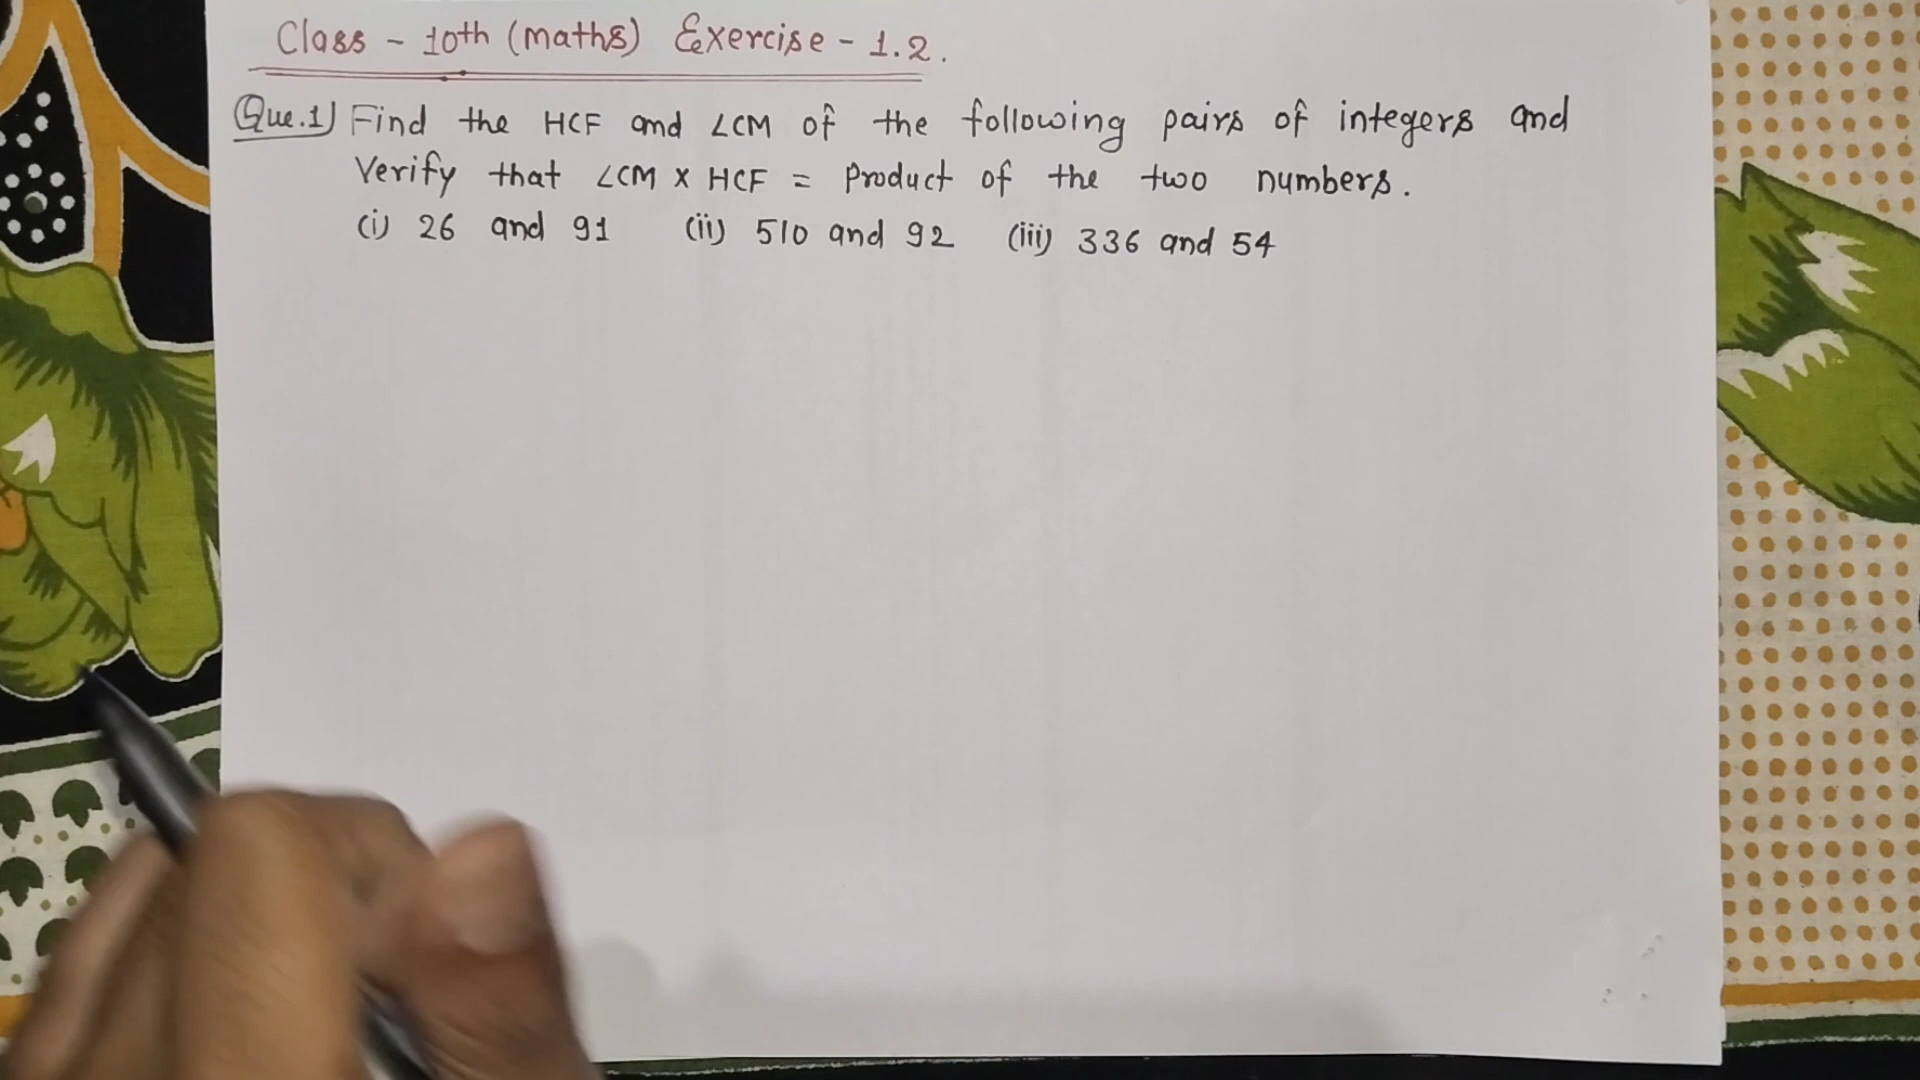 Class - 10th (maths) Exercise - 1.2.
Que.1) Find the HCF and LCM of the following pairs of integers and
Verify that LCM x HCF = Product of the two numbers.
(i) 26 and 91 (ii) 510 and 92 (iii) 336 and 54